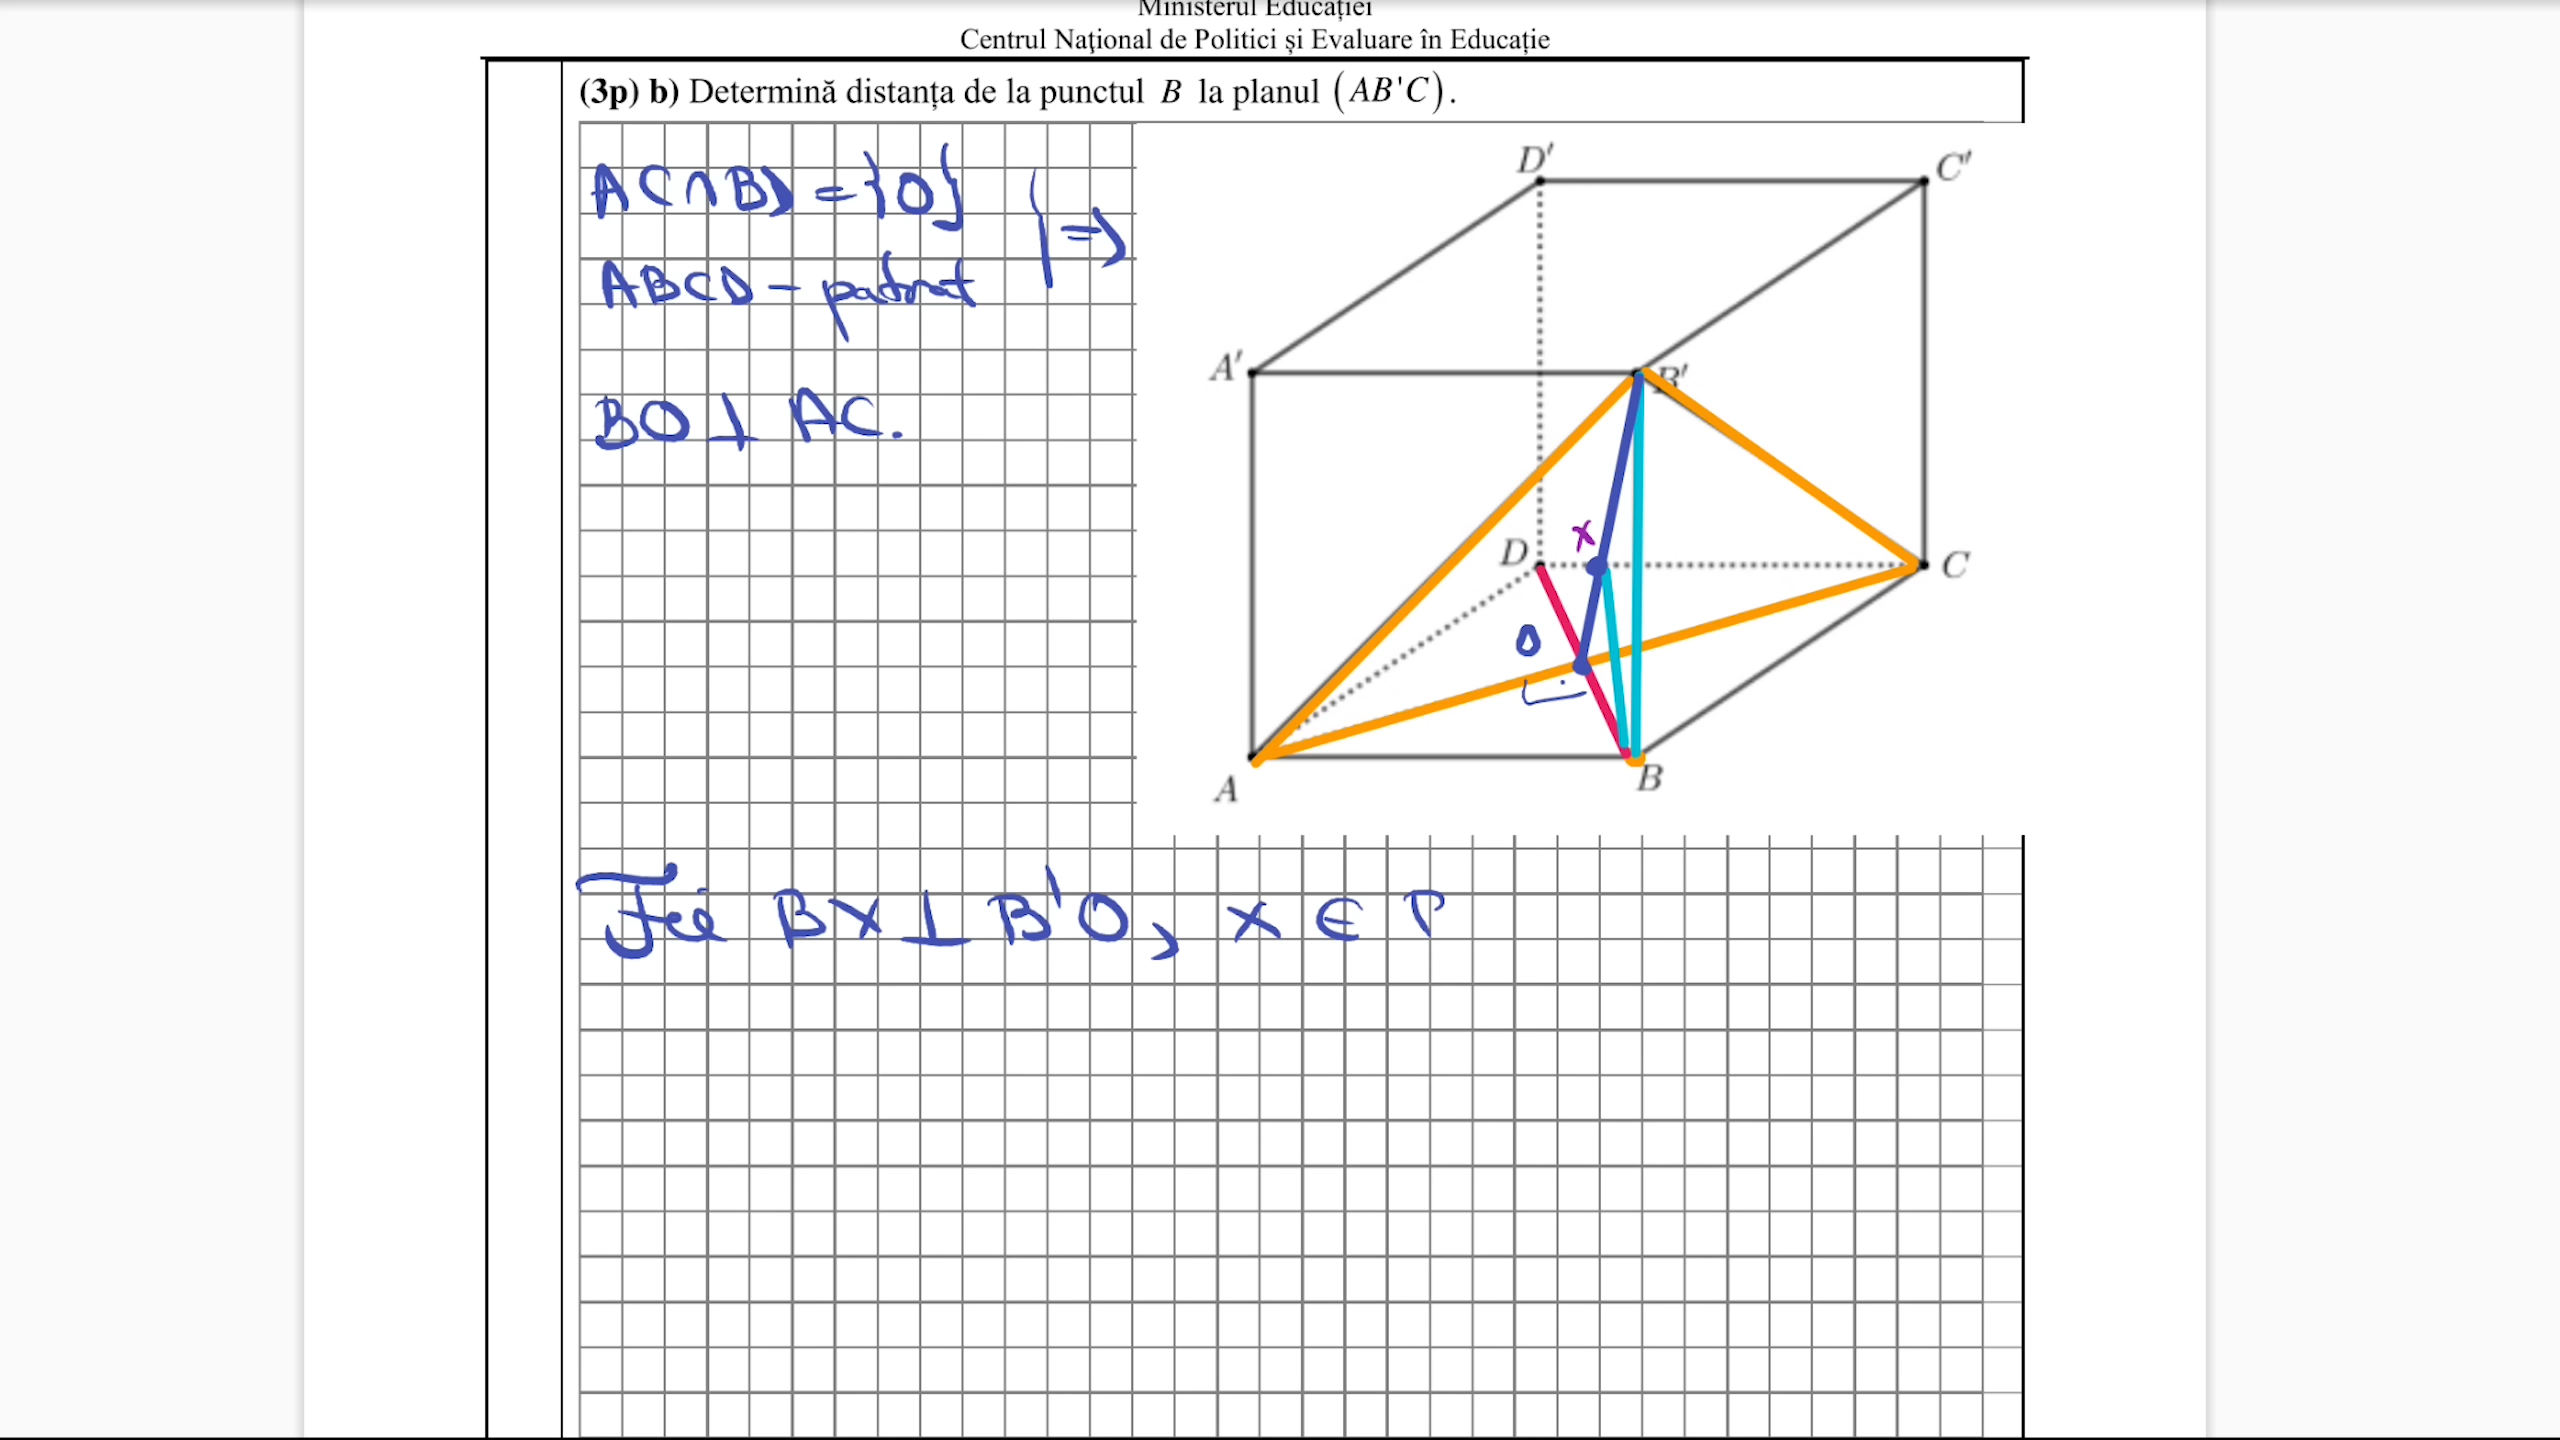 Ministerul Educației
Centrul Național de Politici și Evaluare în Educație
(3p) b) Determină distanța de la punctul B la planul (AB'C).
AC∩BD = {O} | ⇒
ABCD – patrat
BO ⊥ AC.
D'
C'
A'
B'
x
D
C
O
A
B
Fie BX ⊥ B'O, X ∈